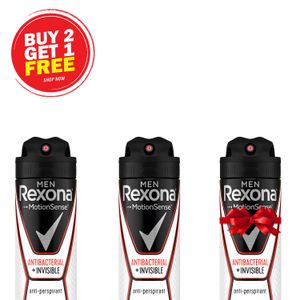 BUY 2
GET 1
FREE
SHOP NOW
MEN
Rexona
MotionSense
ANTIBACTERIAL
+ INVISIBLE
anti-perspirant
MEN
Rexona
MotionSense
ANTIBACTERIAL
+ INVISIBLE
anti-perspirant
MEN
Rexona
MotionSense
ANTIBACTERIAL
+ INVISIBLE
anti-perspirant